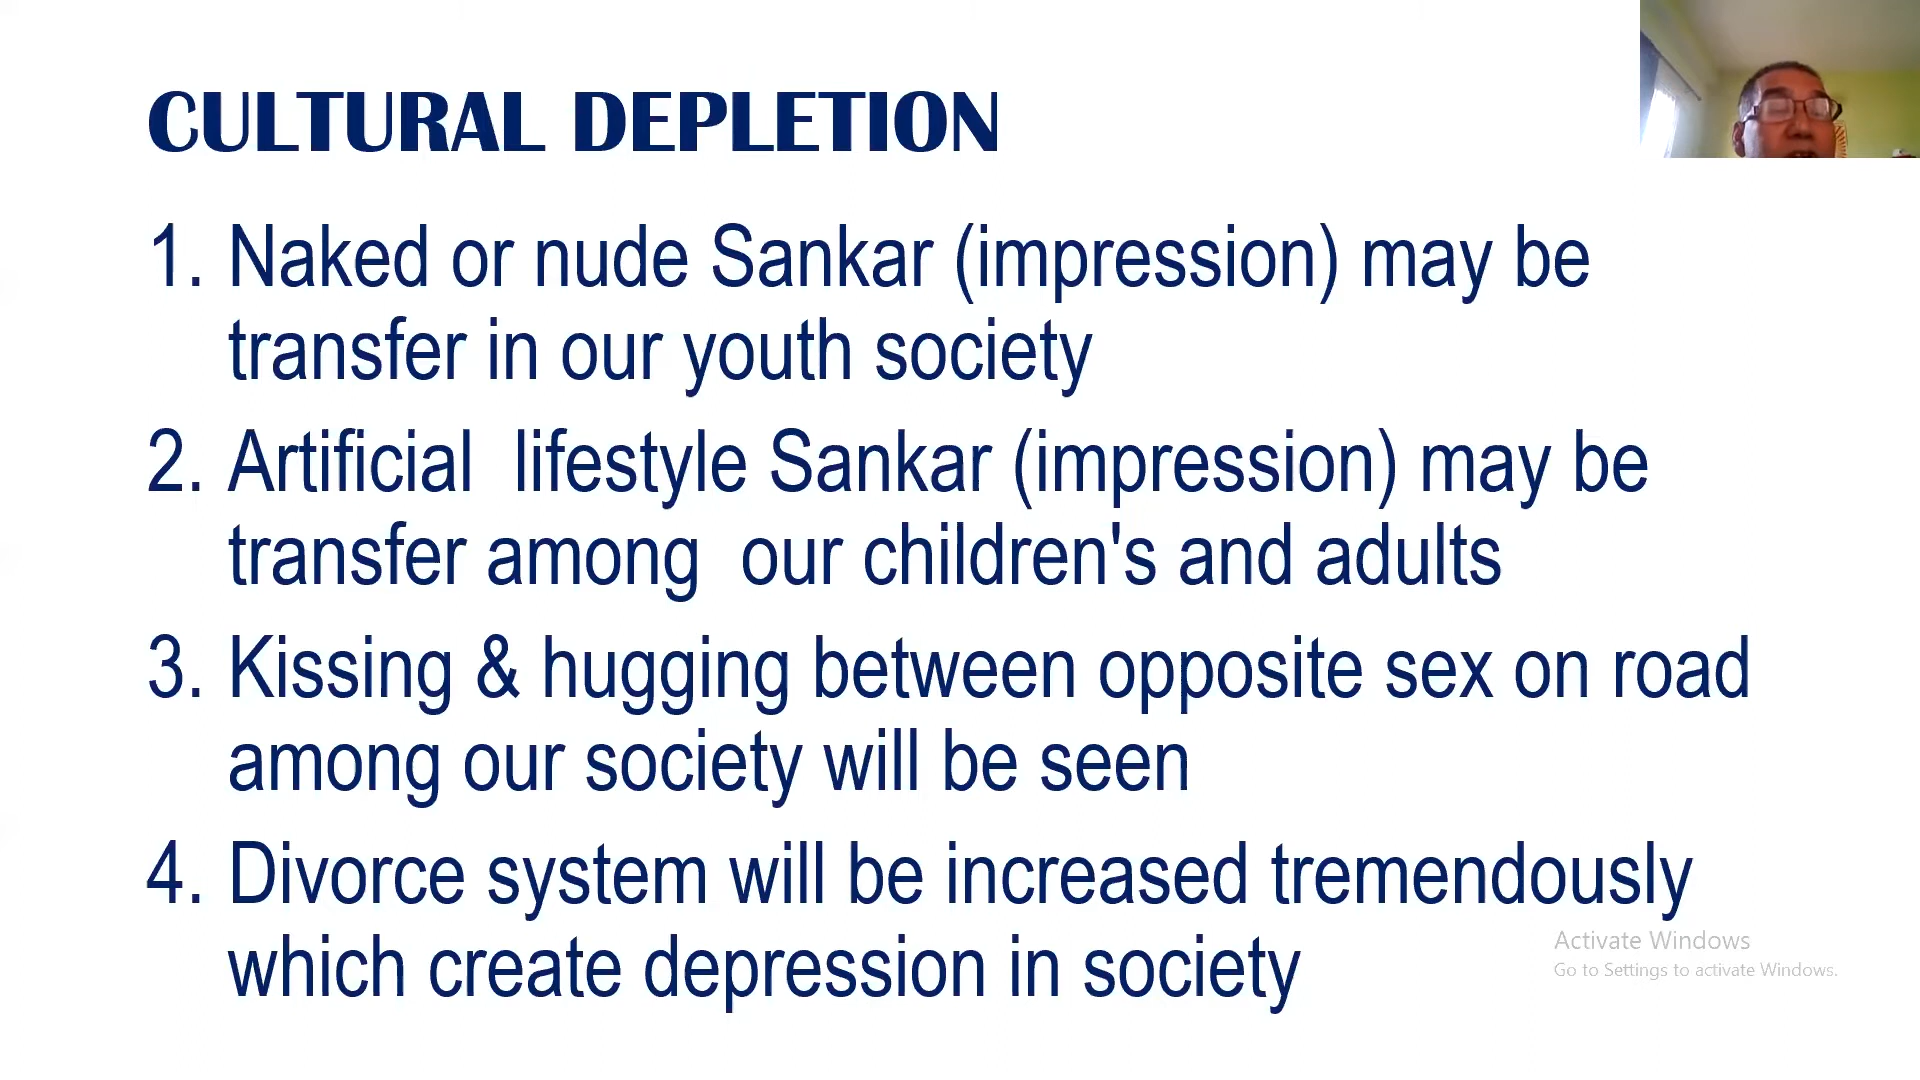 CULTURAL DEPLETION
1. Naked or nude Sankar (impression) may be
transfer in our youth society
2. Artificial lifestyle Sankar (impression) may be
transfer among our children's and adults
3. Kissing & hugging between opposite sex on road
among our society will be seen
4. Divorce system will be increased tremendously
which create depression in society
Activate Windows
Go to Settings to activate Windows.